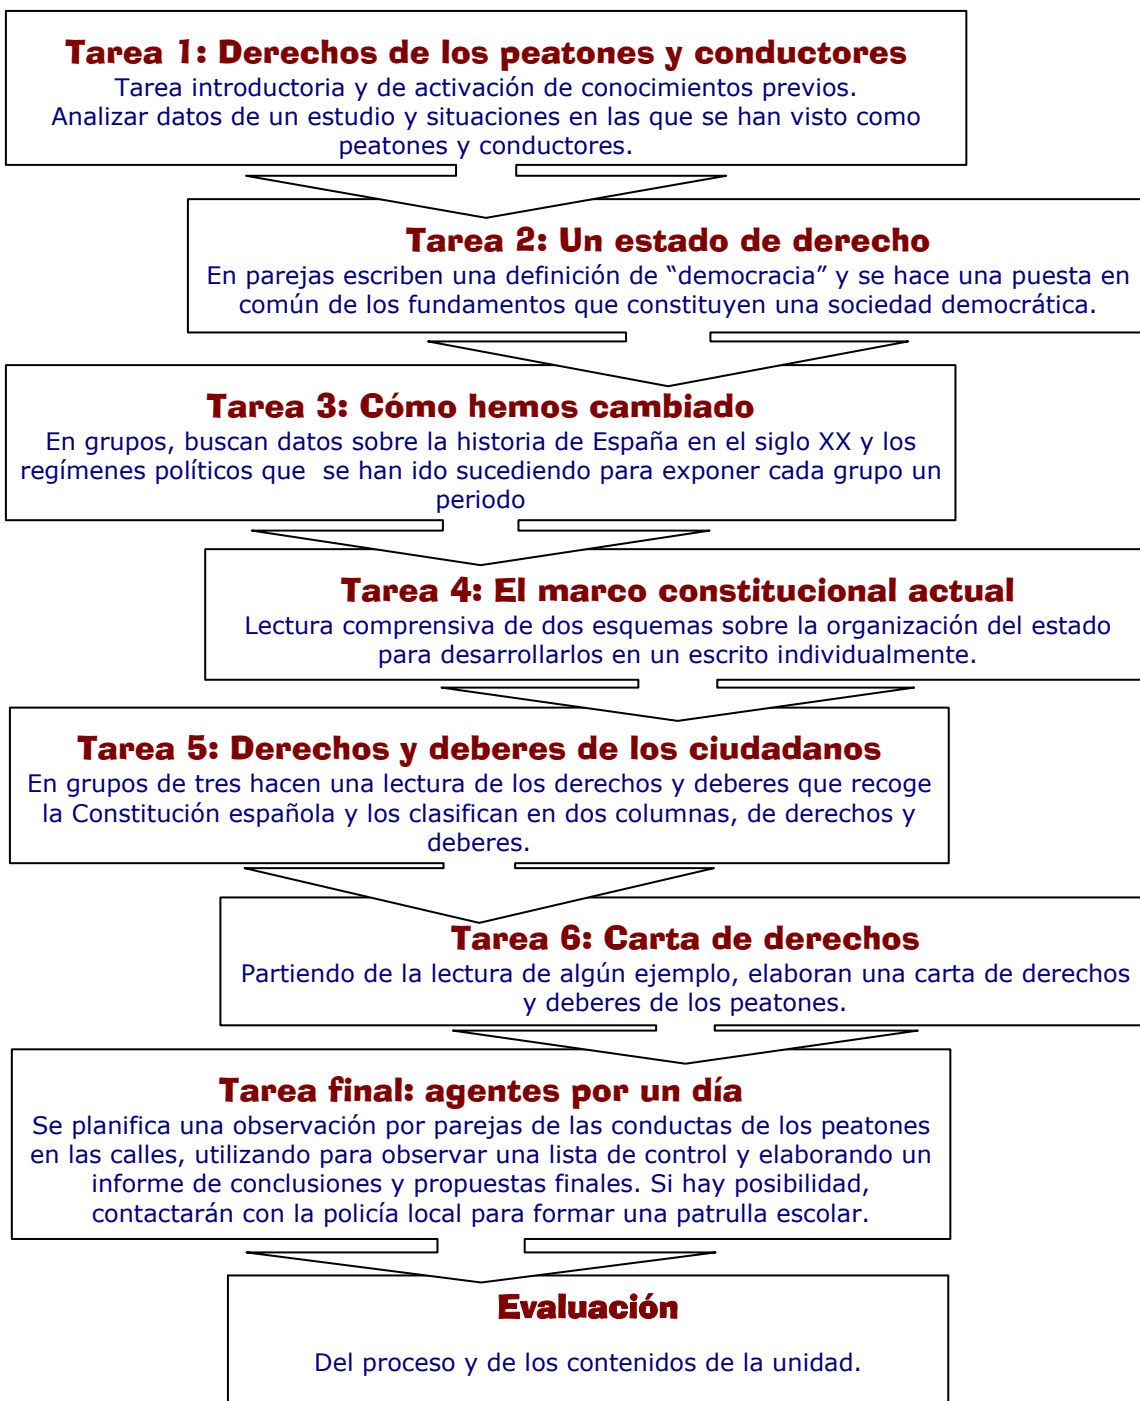 Tarea 1: Derechos de los peatones y conductores
Tarea introductoria y de activación de conocimientos previos.
Analizar datos de un estudio y situaciones en las que se han visto como
peatones y conductores.
Tarea 2: Un estado de derecho
En parejas escriben una definición de “democracia” y se hace una puesta en
común de los fundamentos que constituyen una sociedad democrática.
Tarea 3: Cómo hemos cambiado
En grupos, buscan datos sobre la historia de España en el siglo XX y los
regímenes políticos que  se han ido sucediendo para exponer cada grupo un
periodo
Tarea 4: El marco constitucional actual
Lectura comprensiva de dos esquemas sobre la organización del estado
para desarrollarlos en un escrito individualmente.
Tarea 5: Derechos y deberes de los ciudadanos
En grupos de tres hacen una lectura de los derechos y deberes que recoge
la Constitución española y los clasifican en dos columnas, de derechos y
deberes.
Tarea 6: Carta de derechos
Partiendo de la lectura de algún ejemplo, elaboran una carta de derechos
y deberes de los peatones.
Tarea final: agentes por un día
Se planifica una observación por parejas de las conductas de los peatones
en las calles, utilizando para observar una lista de control y elaborando un
informe de conclusiones y propuestas finales. Si hay posibilidad,
contactarán con la policía local para formar una patrulla escolar.
Evaluación
Del proceso y de los contenidos de la unidad.